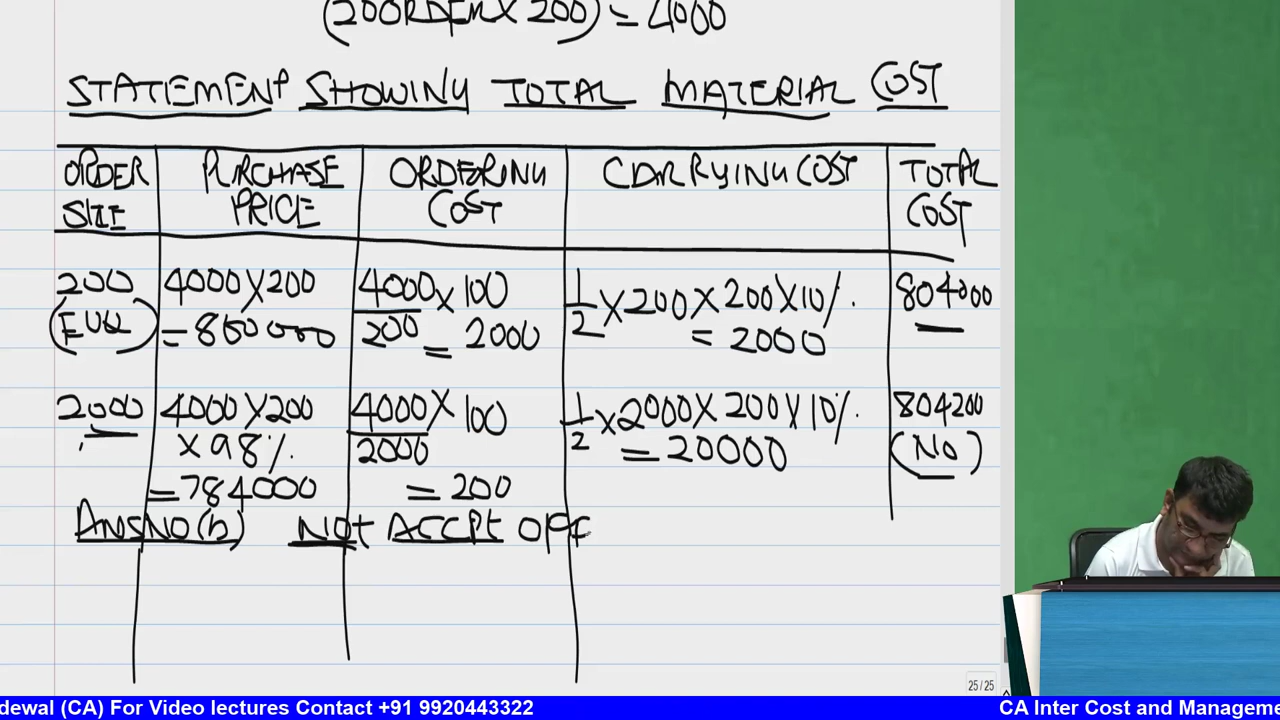 (20ORDER X 200) = 4000
STATEMENT SHOWING TOTAL MATERIAL COST
ORDER SIZE PURCHASE PRICE ORDERING COST CARRYING COST TOTAL COST
200 (EOQ) 4000 X 200 = 800000 4000/200 X 100 = 2000 1/2 X 200 X 200 X 10% = 2000 804000
2000 4000 X 200 X 98% = 784000 4000/2000 X 100 = 200 1/2 X 2000 X 200 X 10% = 20000 804200 (NO)
ANS NO (b) NOT ACCPT OFF
25/25
dewal (CA) For Video lectures Contact +91 9920443322
CA Inter Cost and Manageme